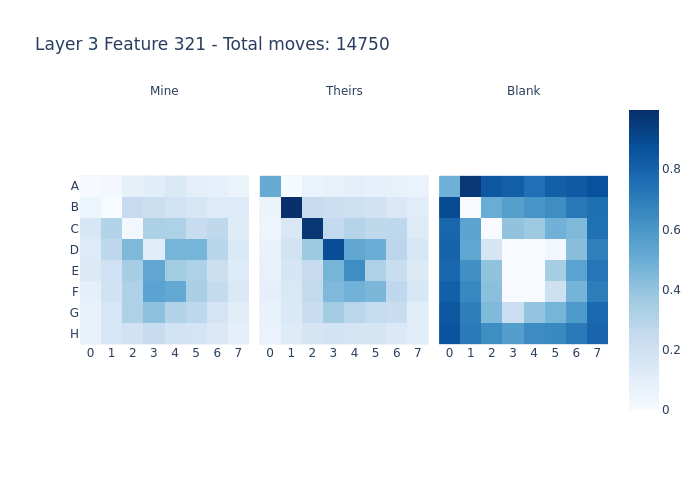 Layer 3 Feature 321 - Total moves: 14750
Mine Theirs Blank
A
B
C
D
E
F
G
H
0 1 2 3 4 5 6 7 0 1 2 3 4 5 6 7 0 1 2 3 4 5 6 7
0.8
0.6
0.4
0.2
0